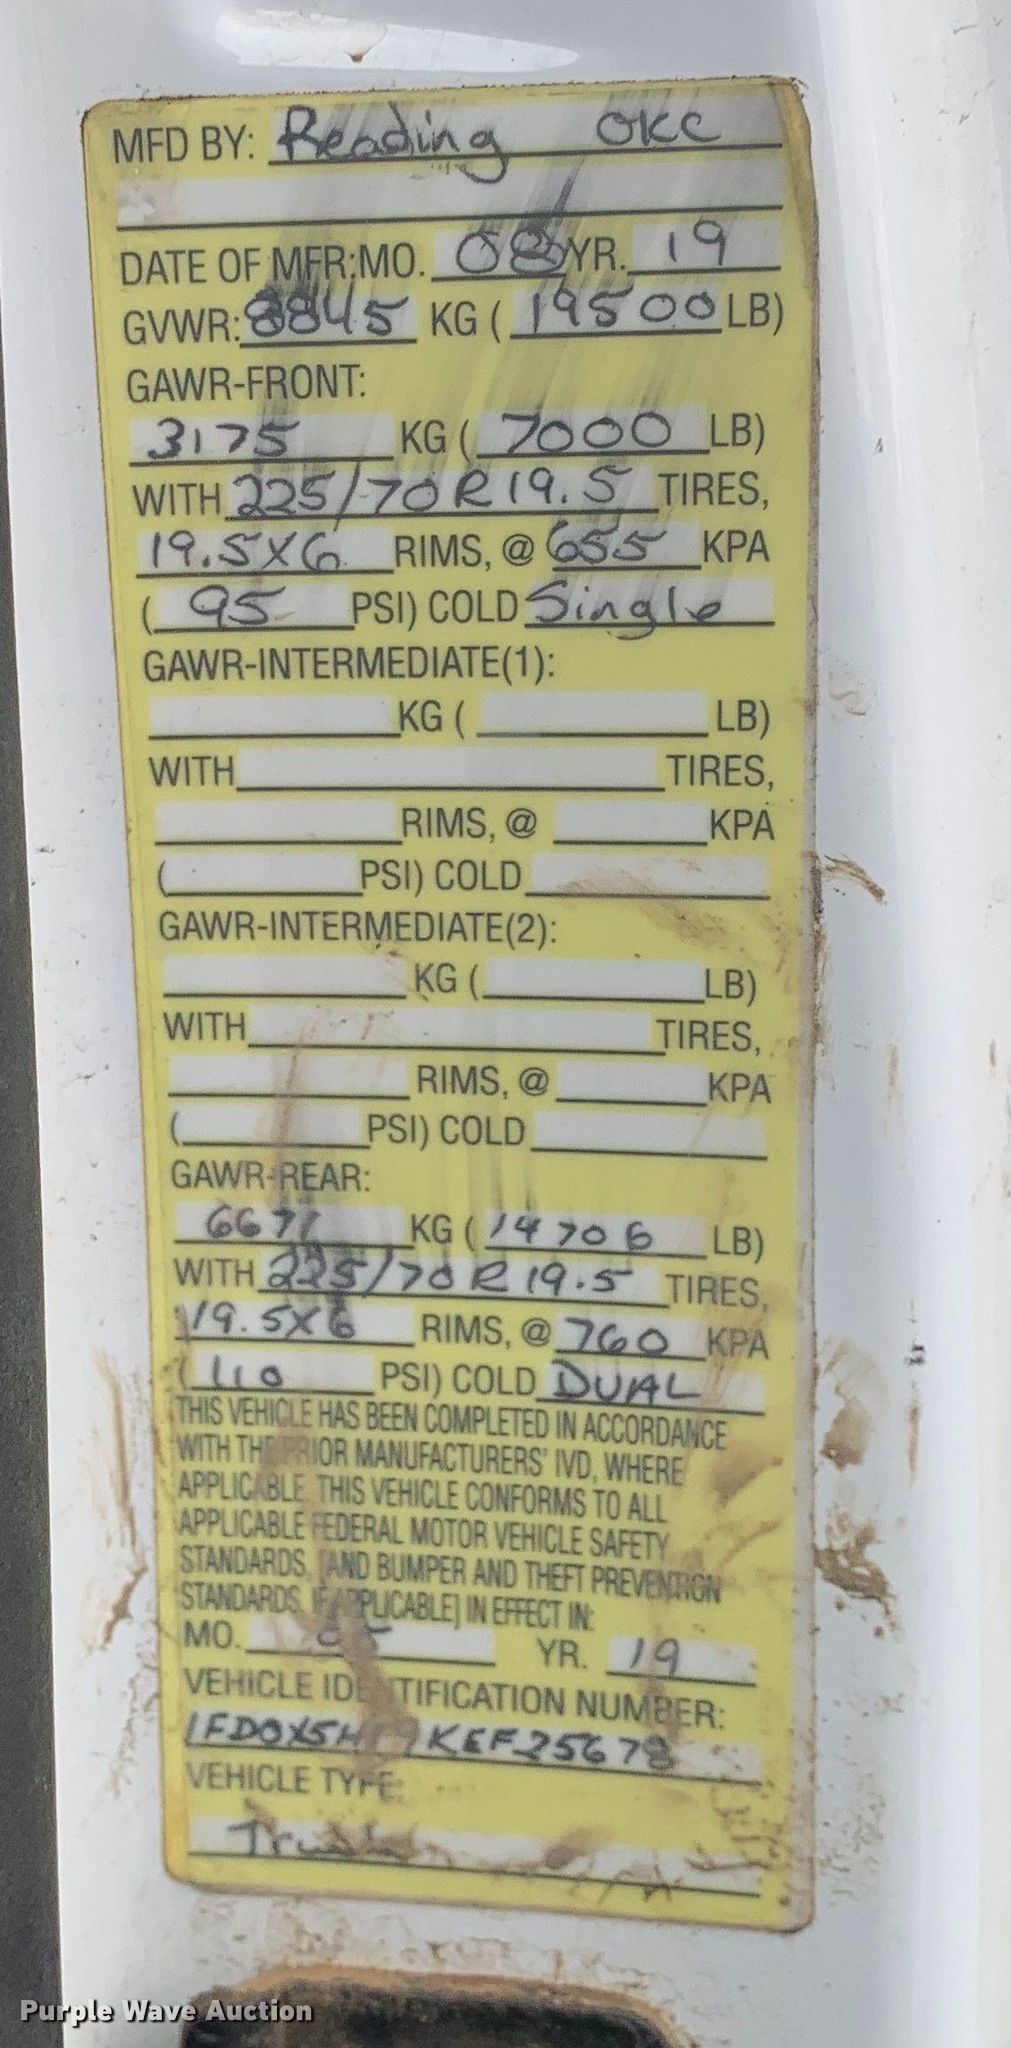 MFD BY: Reading OKC
DATE OF MFR:MO. 08 YR. 19
GVWR: 8845 KG ( 19500 LB)
GAWR-FRONT:
3175 KG ( 7000 LB)
WITH 225/70R19.5 TIRES,
19.5X6 RIMS, @ 655 KPA
( 95 PSI) COLD Single
GAWR-INTERMEDIATE(1):
KG ( LB)
WITH TIRES,
RIMS, @ KPA
( PSI) COLD
GAWR-INTERMEDIATE(2):
KG ( LB)
WITH TIRES,
RIMS, @ KPA
( PSI) COLD
GAWR-REAR:
KG ( 14706 LB)
WITH 225/70R19.5 TIRES,
19.5X6 RIMS, @ 760 KPA
( 110 PSI) COLD DUAL
THIS VEHICLE HAS BEEN COMPLETED IN ACCORDANCE
WITH THE PRIOR MANUFACTURERS' IVD, WHERE
APPLICABLE. THIS VEHICLE CONFORMS TO ALL
APPLICABLE FEDERAL MOTOR VEHICLE SAFETY
STANDARDS, [AND BUMPER AND THEFT PREVENTION
STANDARDS, IF APPLICABLE] IN EFFECT IN:
MO. YR. 19
VEHICLE IDENTIFICATION NUMBER:
VEHICLE TYPE:
Truck
Purple Wave Auction